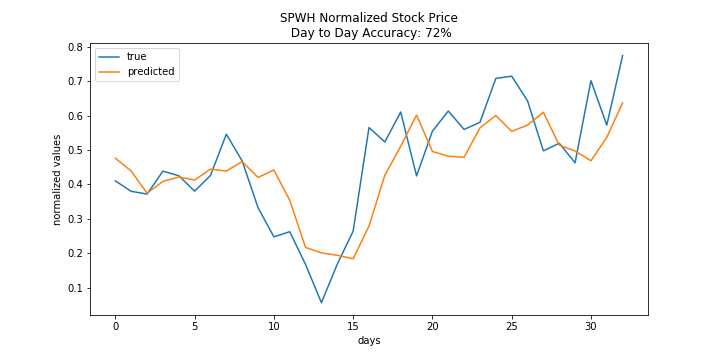 SPWH Normalized Stock Price
Day to Day Accuracy: 72%
true
predicted
normalized values
0.8
0.7
0.6
0.5
0.4
0.3
0.2
0.1
0 5 10 15 20 25 30
days